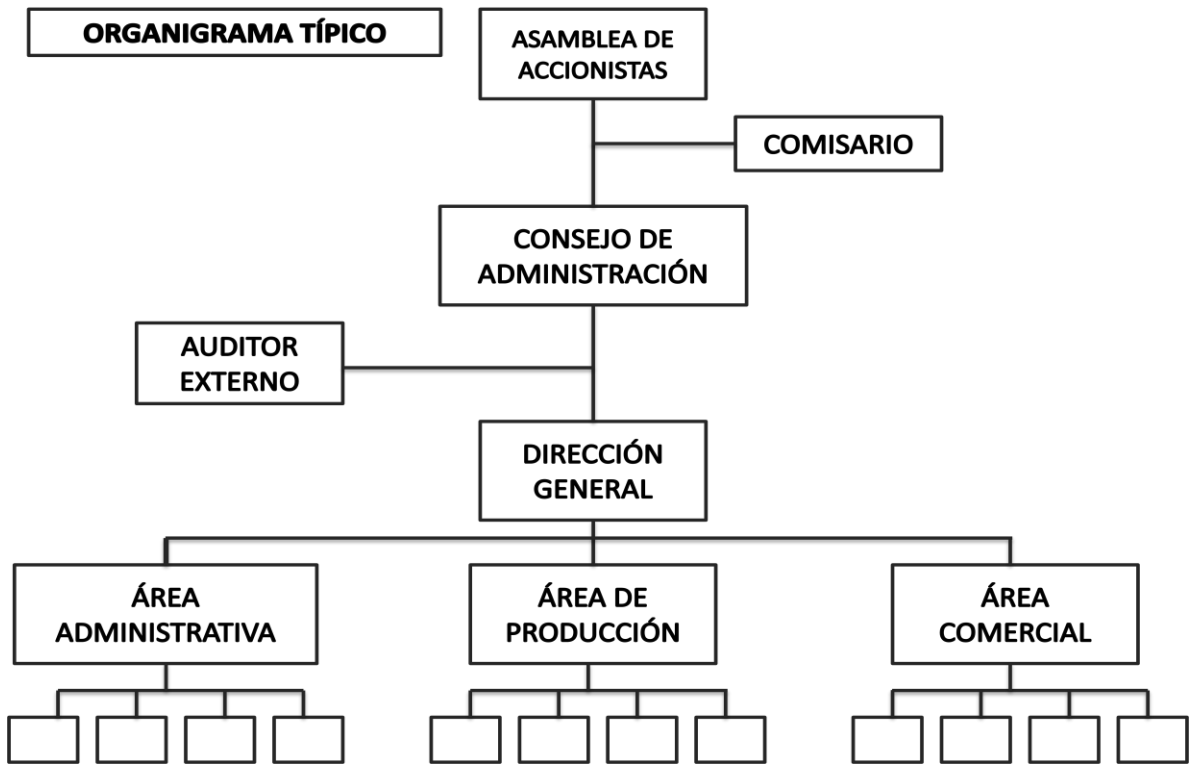 ORGANIGRAMA TÍPICO
ASAMBLEA DE
ACCIONISTAS
COMISARIO
CONSEJO DE
ADMINISTRACIÓN
AUDITOR
EXTERNO
DIRECCIÓN
GENERAL
ÁREA
ADMINISTRATIVA
ÁREA DE
PRODUCCIÓN
ÁREA
COMERCIAL